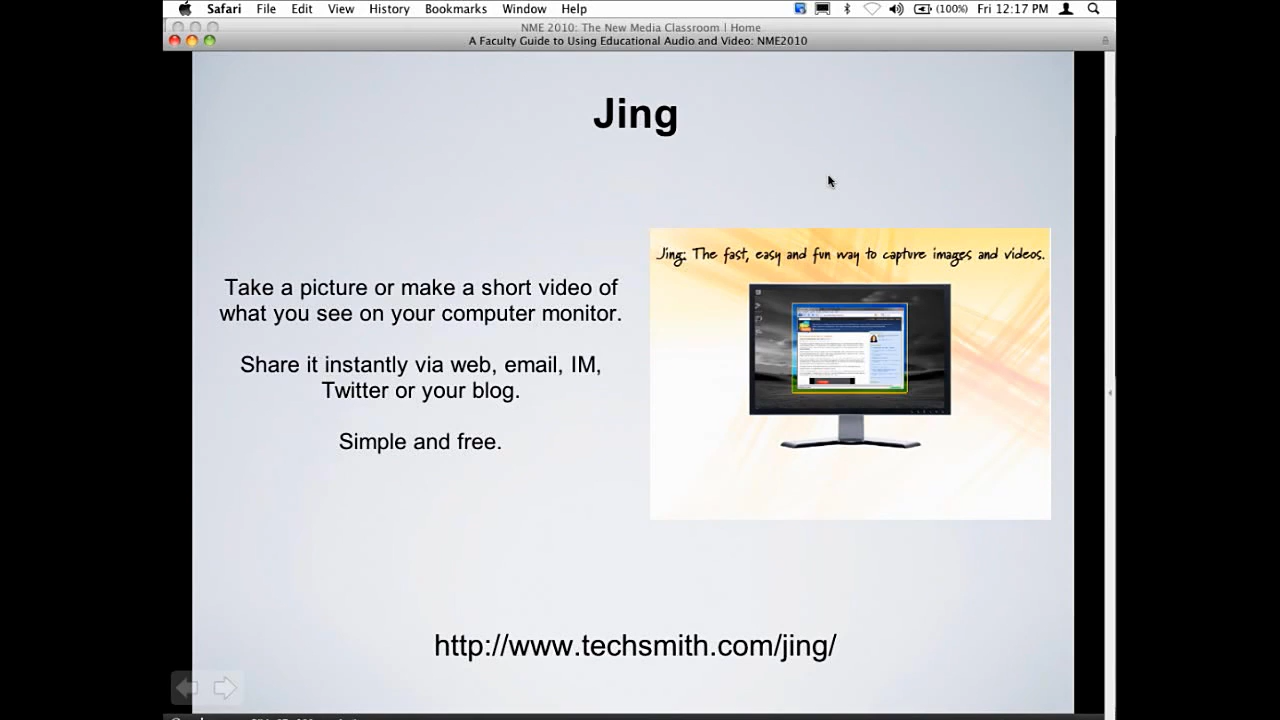 Safari File Edit View History Bookmarks Window Help (100%) Fri 12:17 PM
NME 2010: The New Media Classroom | Home
A Faculty Guide to Using Educational Audio and Video: NME2010
Jing
Jing: The fast, easy and fun way to capture images and videos.
Take a picture or make a short video of
what you see on your computer monitor.
Share it instantly via web, email, IM,
Twitter or your blog.
Simple and free.
http://www.techsmith.com/jing/